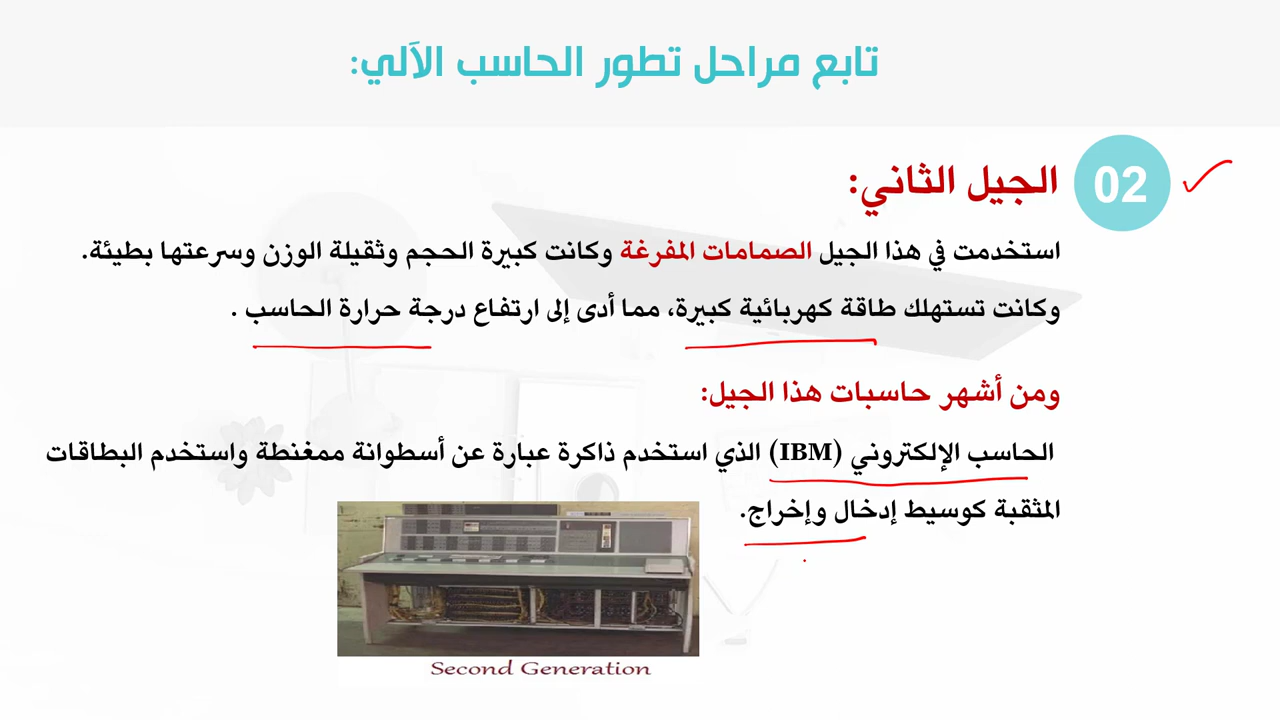 تابع مراحل تطور الحاسب الآلي:
02
الجيل الثاني:
استخدمت في هذا الجيل الصمامات المفرغة وكانت كبيرة الحجم وثقيلة الوزن وسرعتها بطيئة.
وكانت تستهلك طاقة كهربائية كبيرة، مما أدى إلى ارتفاع درجة حرارة الحاسب .
ومن أشهر حاسبات هذا الجيل:
الحاسب الإلكتروني (IBM) الذي استخدم ذاكرة عبارة عن أسطوانة ممغنطة واستخدم البطاقات
المثقبة كوسيط إدخال وإخراج.
Second Generation